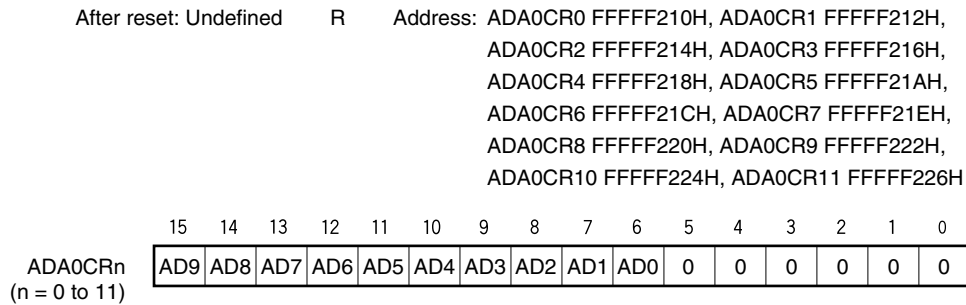 After reset: Undefined R Address: ADA0CR0 FFFFF210H, ADA0CR1 FFFFF212H,
ADA0CR2 FFFFF214H, ADA0CR3 FFFFF216H,
ADA0CR4 FFFFF218H, ADA0CR5 FFFFF21AH,
ADA0CR6 FFFFF21CH, ADA0CR7 FFFFF21EH,
ADA0CR8 FFFFF220H, ADA0CR9 FFFFF222H,
ADA0CR10 FFFFF224H, ADA0CR11 FFFFF226H
15 14 13 12 11 10 9 8 7 6 5 4 3 2 1 0
ADA0CRn AD9 AD8 AD7 AD6 AD5 AD4 AD3 AD2 AD1 AD0 0 0 0 0 0 0
(n = 0 to 11)